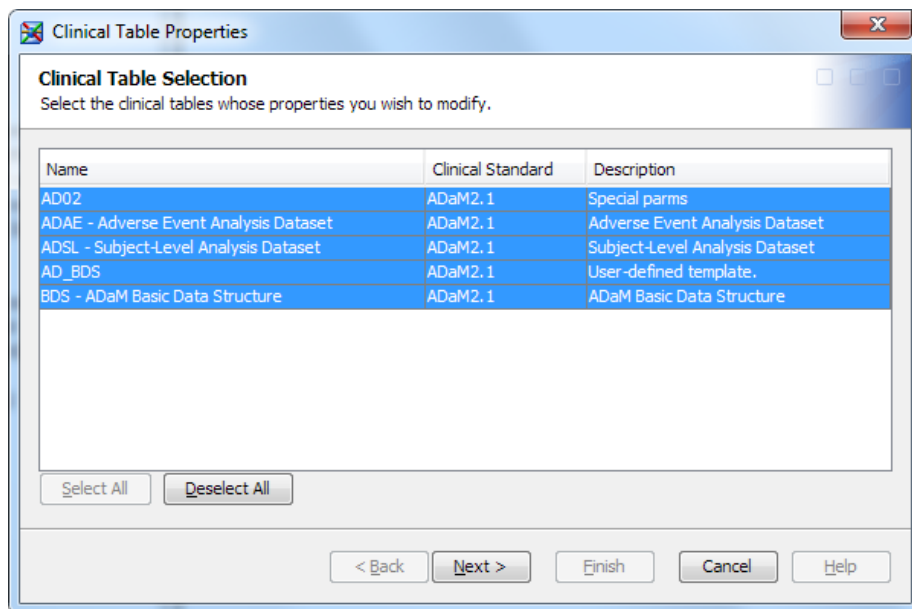 Clinical Table Properties
Clinical Table Selection
Select the clinical tables whose properties you wish to modify.
Name Clinical Standard Description
AD02 ADaM2.1 Special parms
ADAE - Adverse Event Analysis Dataset ADaM2.1 Adverse Event Analysis Dataset
ADSL - Subject-Level Analysis Dataset ADaM2.1 Subject-Level Analysis Dataset
AD_BDS ADaM2.1 User-defined template.
BDS - ADaM Basic Data Structure ADaM2.1 ADaM Basic Data Structure
Select All Deselect All
< Back Next > Finish Cancel Help